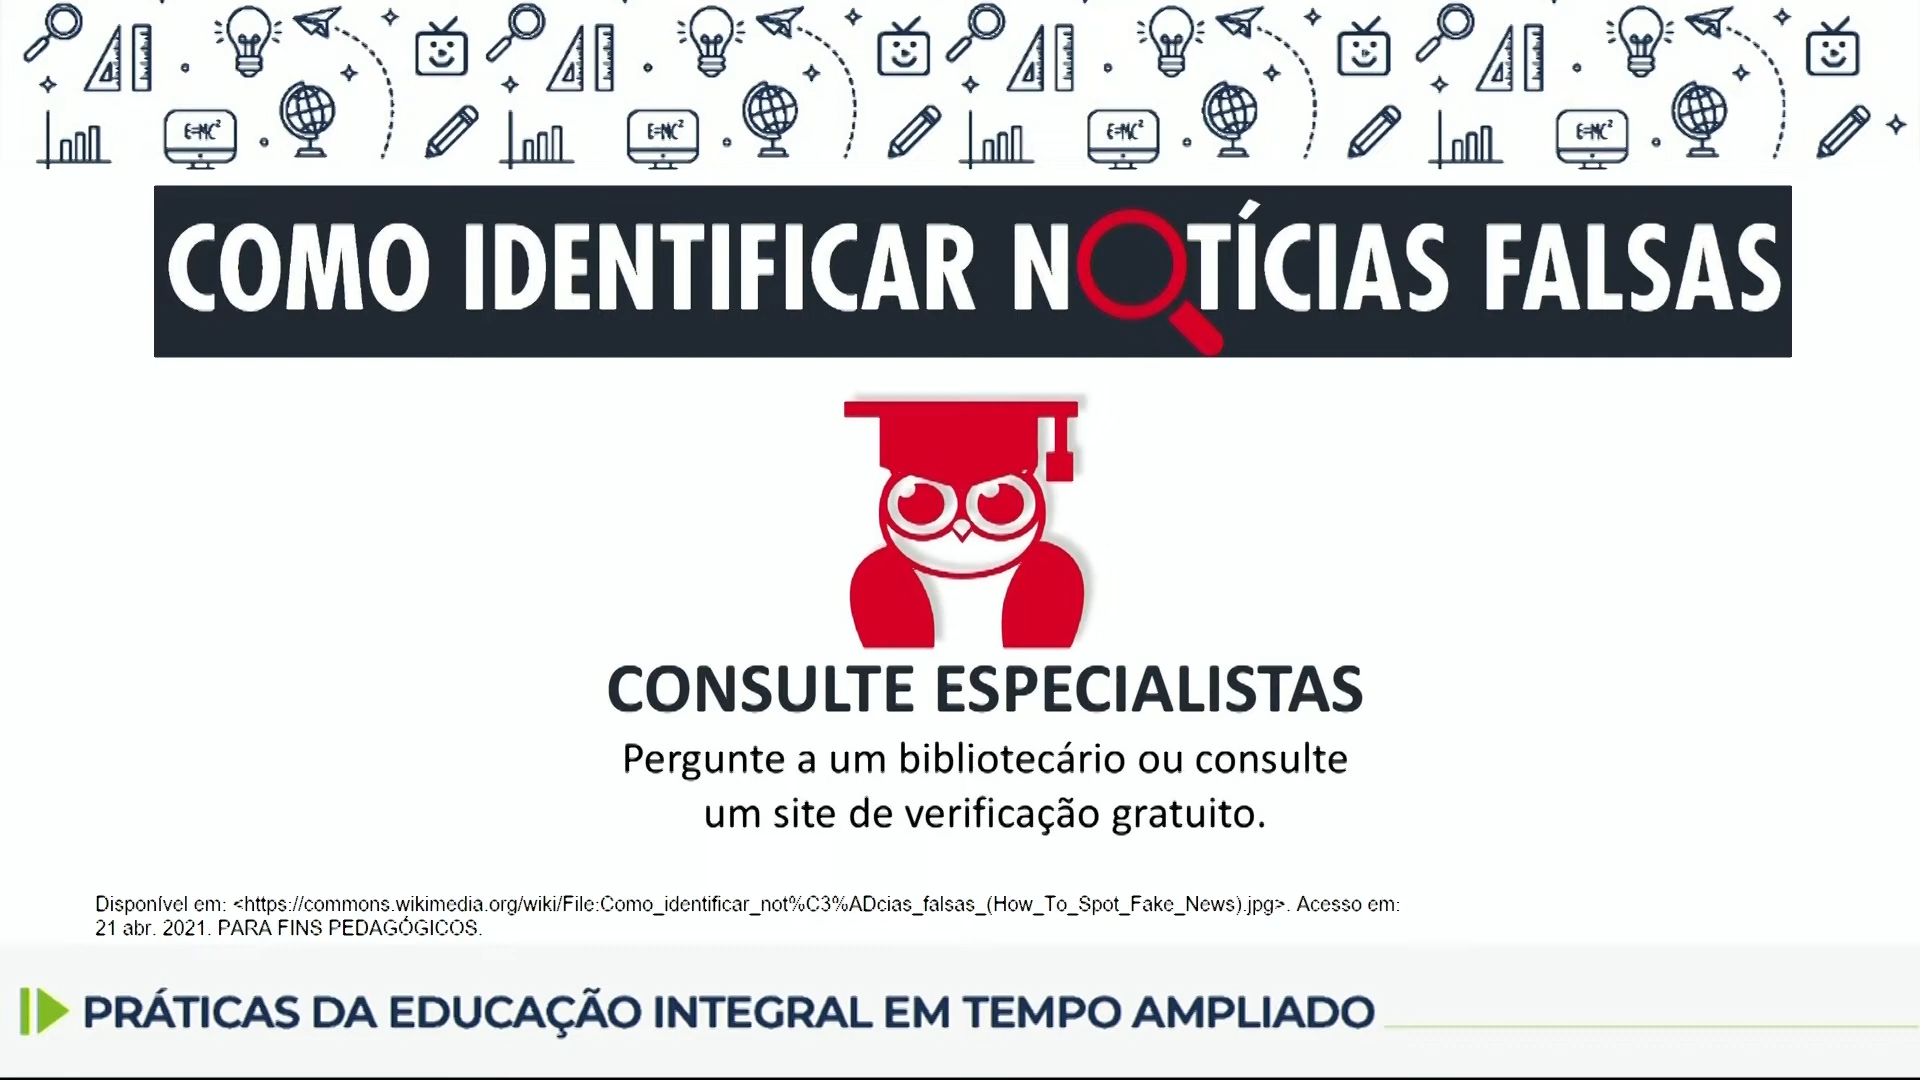 E=MC² E=MC² E=MC² E=MC²
COMO IDENTIFICAR NOTÍCIAS FALSAS
CONSULTE ESPECIALISTAS
Pergunte a um bibliotecário ou consulte
um site de verificação gratuito.
Disponível em: <https://commons.wikimedia.org/wiki/File:Como_identificar_not%C3%ADcias_falsas_(How_To_Spot_Fake_News).jpg>. Acesso em:
21 abr. 2021. PARA FINS PEDAGÓGICOS.
PRÁTICAS DA EDUCAÇÃO INTEGRAL EM TEMPO AMPLIADO